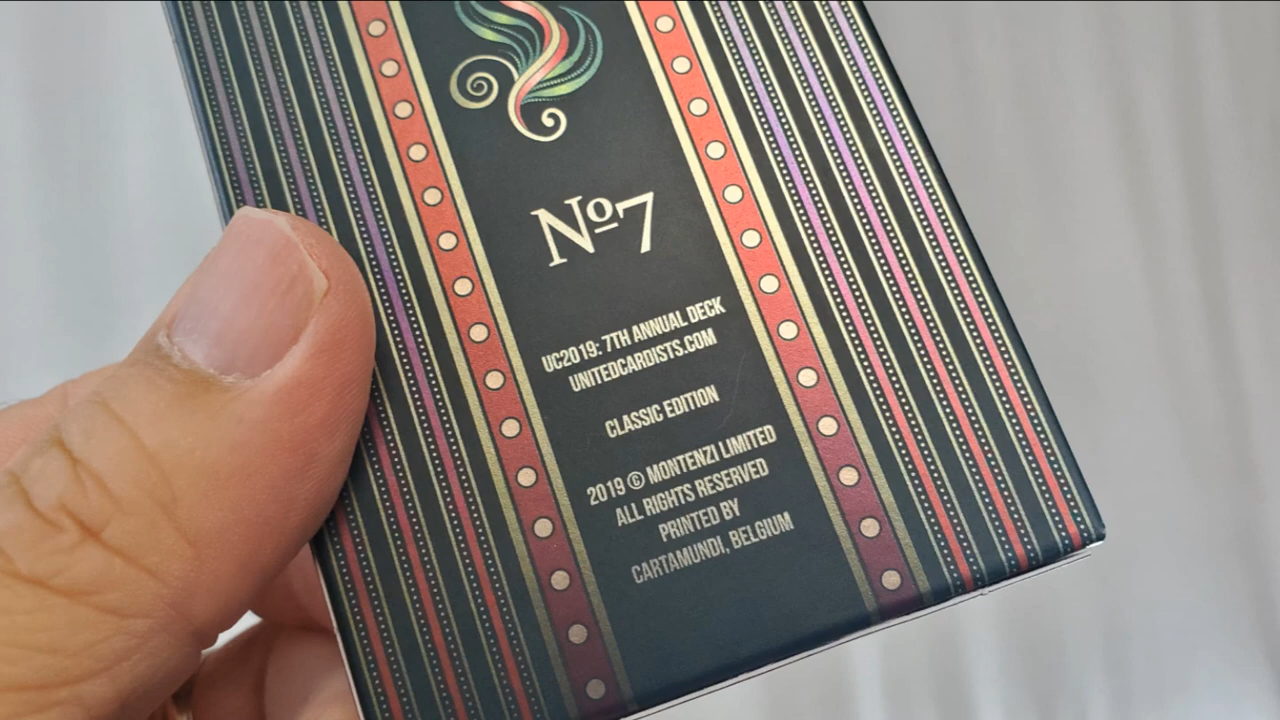 Nº7
UC2019: 7TH ANNUAL DECK
UNITEDCARDISTS.COM
CLASSIC EDITION
2019 © MONTENZI LIMITED
ALL RIGHTS RESERVED
PRINTED BY
CARTAMUNDI, BELGIUM